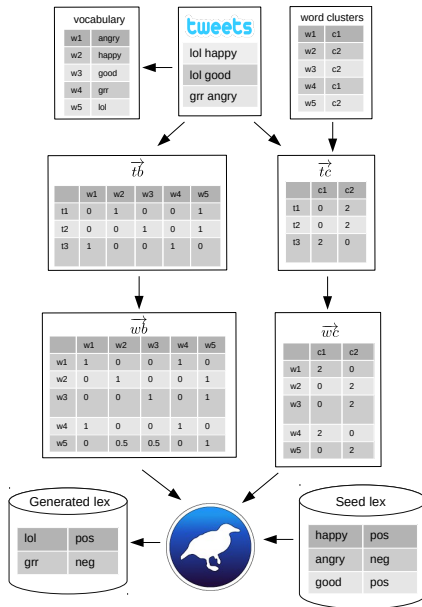 vocabulary
w1 angry
w2 happy
w3 good
w4 grr
w5 lol
tweets
lol happy
lol good
grr angry
word clusters
w1 c1
w2 c2
w3 c2
w4 c1
w5 c2
tb
w1 w2 w3 w4 w5
t1 0 1 0 0 1
t2 0 0 1 0 1
t3 1 0 0 1 0
tc
c1 c2
t1 0 2
t2 0 2
t3 2 0
wb
w1 w2 w3 w4 w5
w1 1 0 0 1 0
w2 0 1 0 0 1
w3 0 0 1 0 1
w4 1 0 0 1 0
w5 0 0.5 0.5 0 1
wc
c1 c2
w1 2 0
w2 0 2
w3 0 2
w4 2 0
w5 0 2
Generated lex
lol pos
grr neg
Seed lex
happy pos
angry neg
good pos